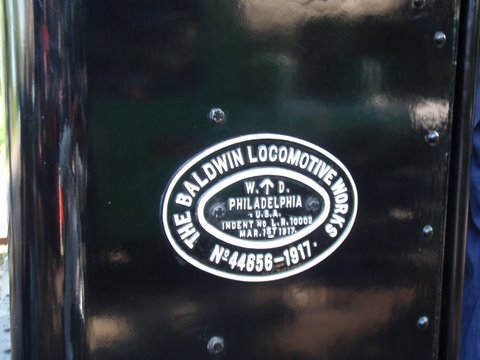 THE BALDWIN LOCOMOTIVE WORKS
W.↑D.
PHILADELPHIA
U.S.A.
INDENT No L.R.10002
MAR. 1ST 1917.
No 44656-1917.